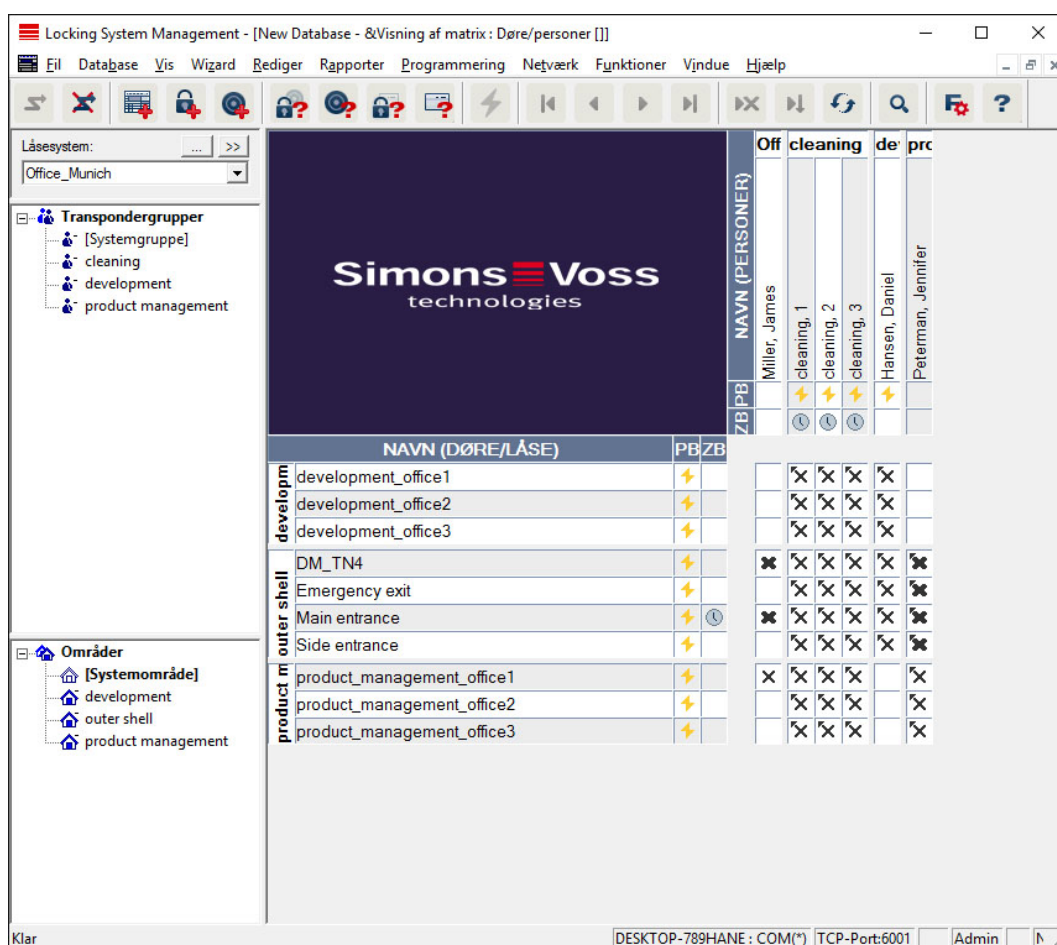 Locking System Management - [New Database - &Visning af matrix : Døre/personer []]
Fil Database Vis Wizard Rediger Rapporter Programmering Netværk Funktioner Vindue Hjælp
Låsesystem:
... >>
Office_Munich
Transpondergrupper
[Systemgruppe]
cleaning
development
product management
Områder
[Systemområde]
development
outer shell
product management
Simons Voss
technologies
NAVN (PERSONER)
PB
ZB
Off cleaning de pro
Miller, James
cleaning, 1
cleaning, 2
cleaning, 3
Hansen, Daniel
Peterman, Jennifer
NAVN (DØRE/LÅSE) PB ZB
developm
development_office1
development_office2
development_office3
outer shell
DM_TN4
Emergency exit
Main entrance
Side entrance
product m
product_management_office1
product_management_office2
product_management_office3
Klar
DESKTOP-789HANE : COM(*) TCP-Port:6001 Admin